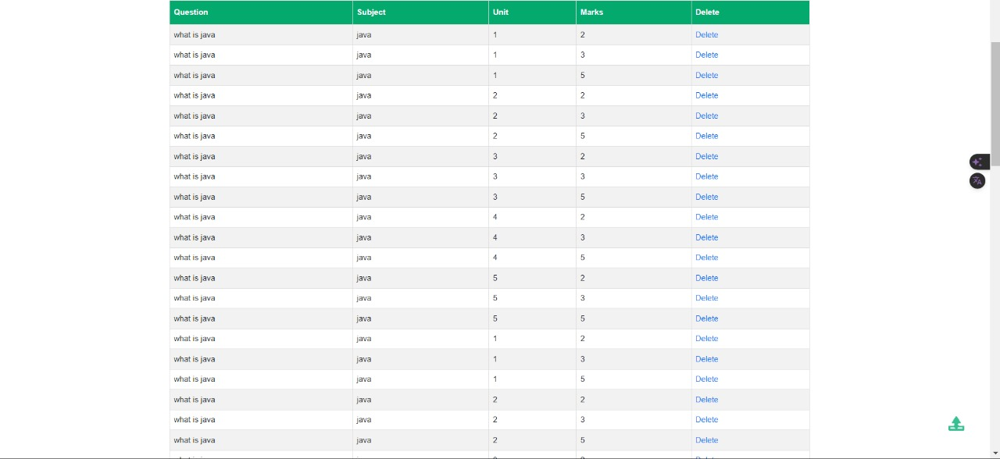 Question Subject Unit Marks Delete
what is java java 1 2 Delete
what is java java 1 3 Delete
what is java java 1 5 Delete
what is java java 2 2 Delete
what is java java 2 3 Delete
what is java java 2 5 Delete
what is java java 3 2 Delete
what is java java 3 3 Delete
what is java java 3 5 Delete
what is java java 4 2 Delete
what is java java 4 3 Delete
what is java java 4 5 Delete
what is java java 5 2 Delete
what is java java 5 3 Delete
what is java java 5 5 Delete
what is java java 1 2 Delete
what is java java 1 3 Delete
what is java java 1 5 Delete
what is java java 2 2 Delete
what is java java 2 3 Delete
what is java java 2 5 Delete